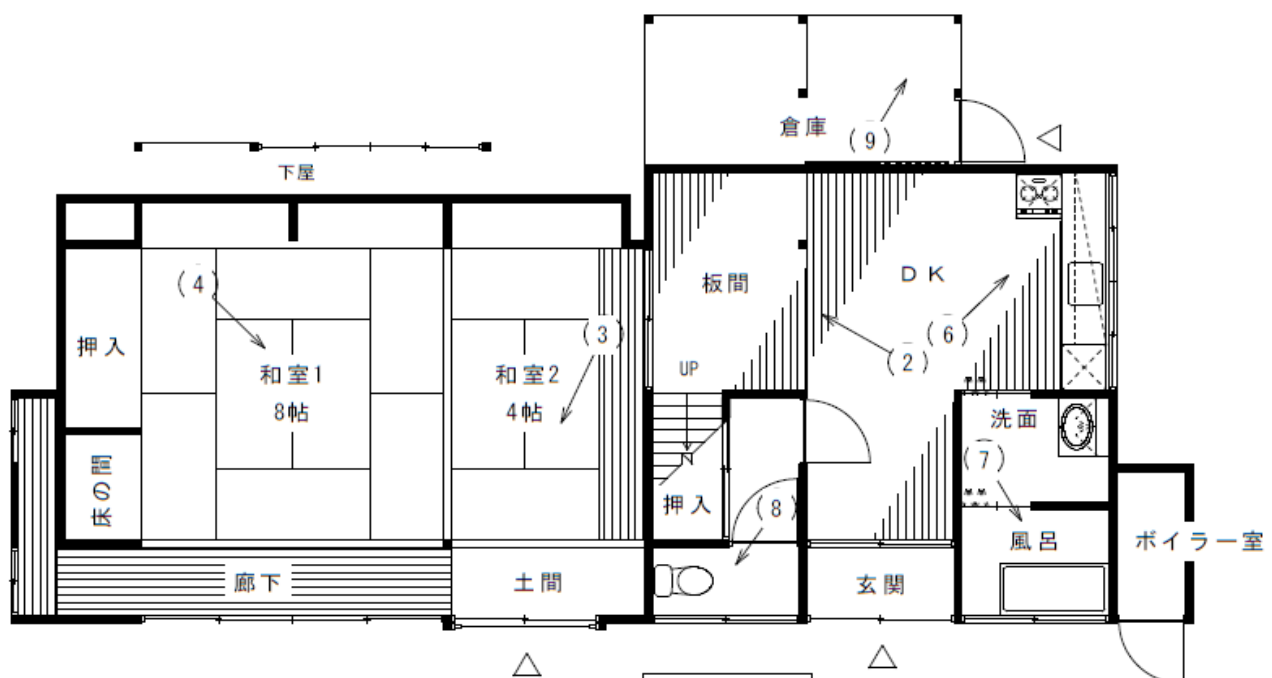 倉庫
(9)
下屋
板間
DK
(4)
(3)
(6)
(2)
押入
和室1
8帖
和室2
4帖
UP
洗面
(7)
床の間
押入
(8)
風呂
ボイラー室
廊下
土間
玄関